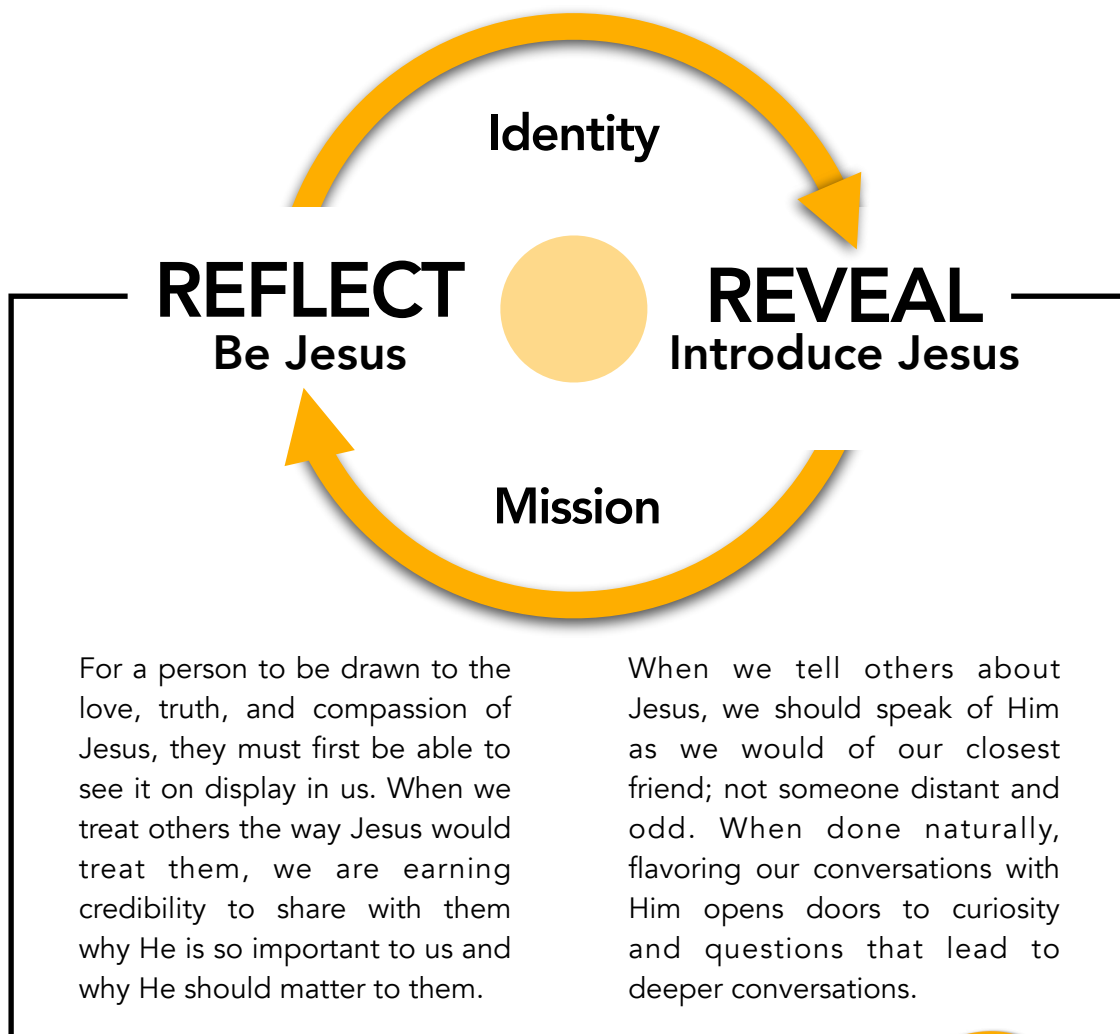 Identity
REFLECT
Be Jesus
REVEAL
Introduce Jesus
Mission
For a person to be drawn to the
love, truth, and compassion of
Jesus, they must first be able to
see it on display in us. When we
treat others the way Jesus would
treat them, we are earning
credibility to share with them
why He is so important to us and
why He should matter to them.
When we tell others about
Jesus, we should speak of Him
as we would of our closest
friend; not someone distant and
odd. When done naturally,
flavoring our conversations with
Him opens doors to curiosity
and questions that lead to
deeper conversations.